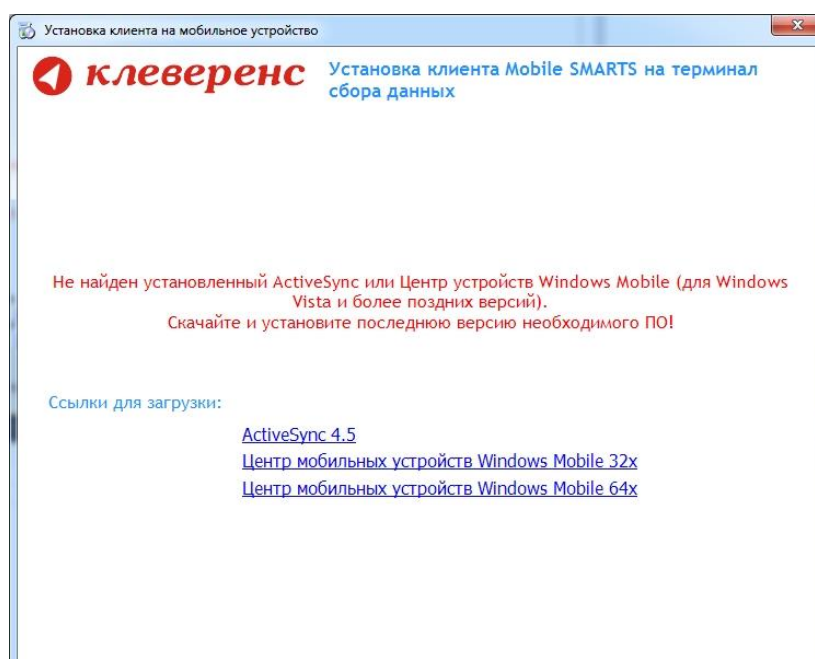 Установка клиента на мобильное устройство
клеверенс
Установка клиента Mobile SMARTS на терминал
сбора данных
Не найден установленный ActiveSync или Центр устройств Windows Mobile (для Windows
Vista и более поздних версий).
Скачайте и установите последнюю версию необходимого ПО!
Ссылки для загрузки:
ActiveSync 4.5
Центр мобильных устройств Windows Mobile 32x
Центр мобильных устройств Windows Mobile 64x